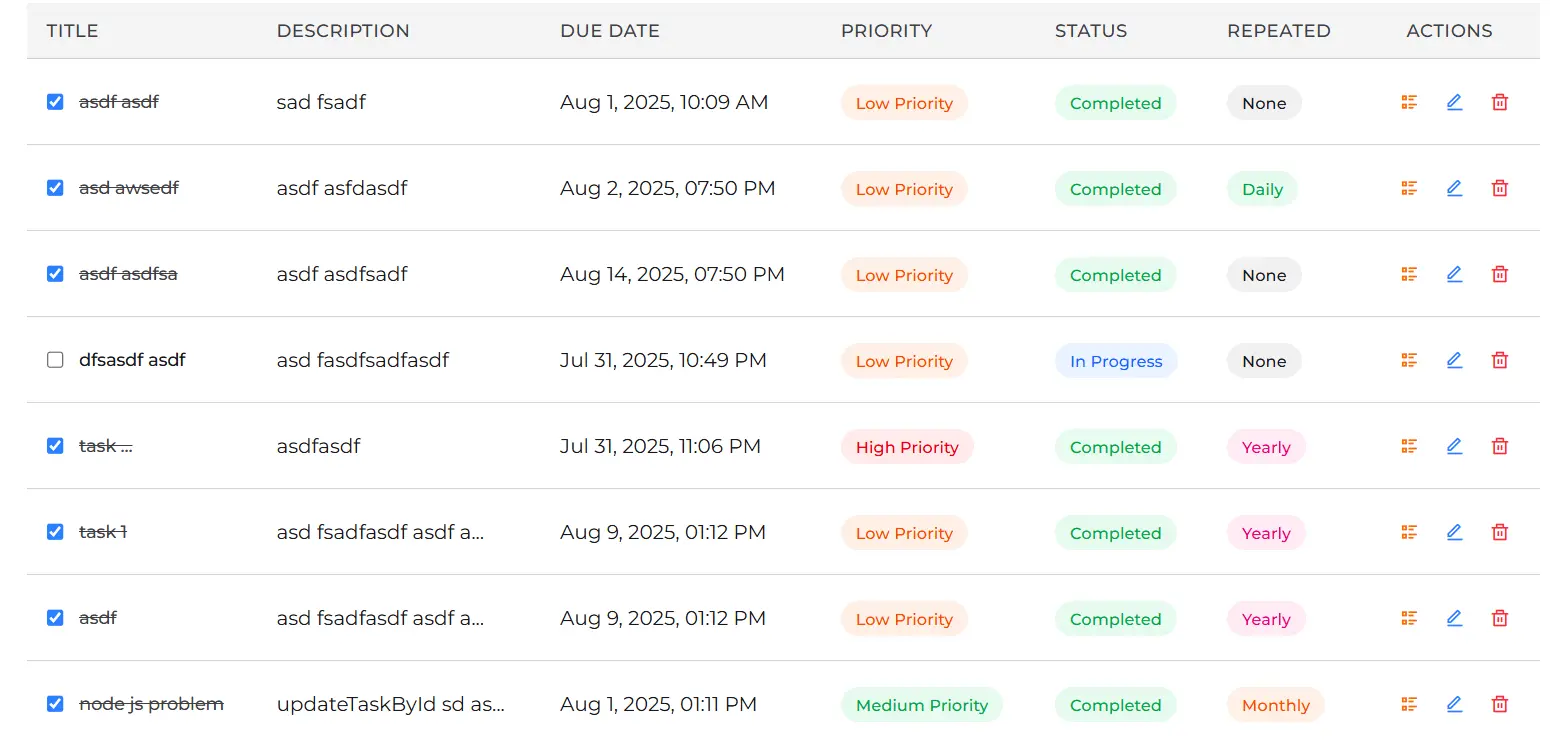 TITLE DESCRIPTION DUE DATE PRIORITY STATUS REPEATED ACTIONS
asdf asdf sad fsadf Aug 1, 2025, 10:09 AM Low Priority Completed None
asd awsedf asdf asfdasdf Aug 2, 2025, 07:50 PM Low Priority Completed Daily
asdf asdfsa asdf asdfsadf Aug 14, 2025, 07:50 PM Low Priority Completed None
dfsasdf asdf asd fasdfsadfasdf Jul 31, 2025, 10:49 PM Low Priority In Progress None
task ... asdfasdf Jul 31, 2025, 11:06 PM High Priority Completed Yearly
task 1 asd fsadfasdf asdf a... Aug 9, 2025, 01:12 PM Low Priority Completed Yearly
asdf asd fsadfasdf asdf a... Aug 9, 2025, 01:12 PM Low Priority Completed Yearly
node js problem updateTaskById sd as... Aug 1, 2025, 01:11 PM Medium Priority Completed Monthly